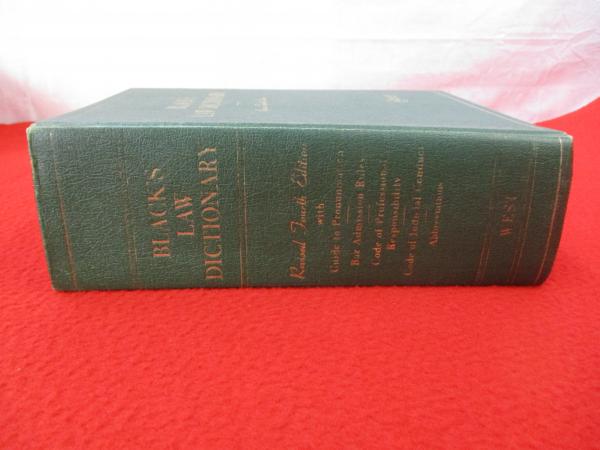 BLACK'S
LAW
DICTIONARY
Revised Fourth Edition
with
Guide to Pronunciation
Bar Admission Rules
Code of Professional
Responsibility
Code of Judicial Conduct
Abbreviations
WEST